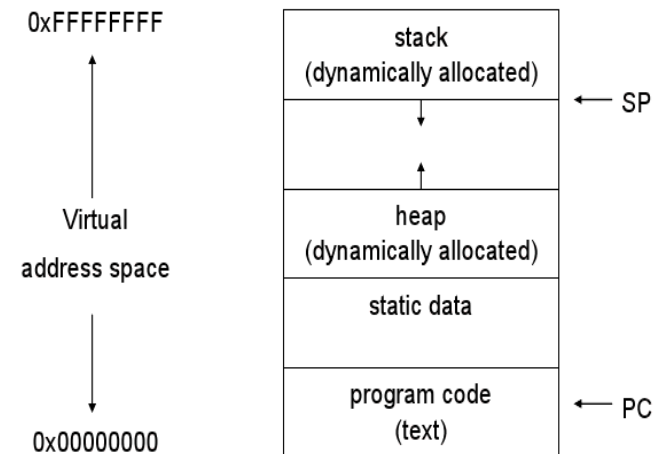 0xFFFFFFFF
stack
(dynamically allocated)
SP
Virtual
address space
heap
(dynamically allocated)
static data
program code
(text)
PC
0x00000000